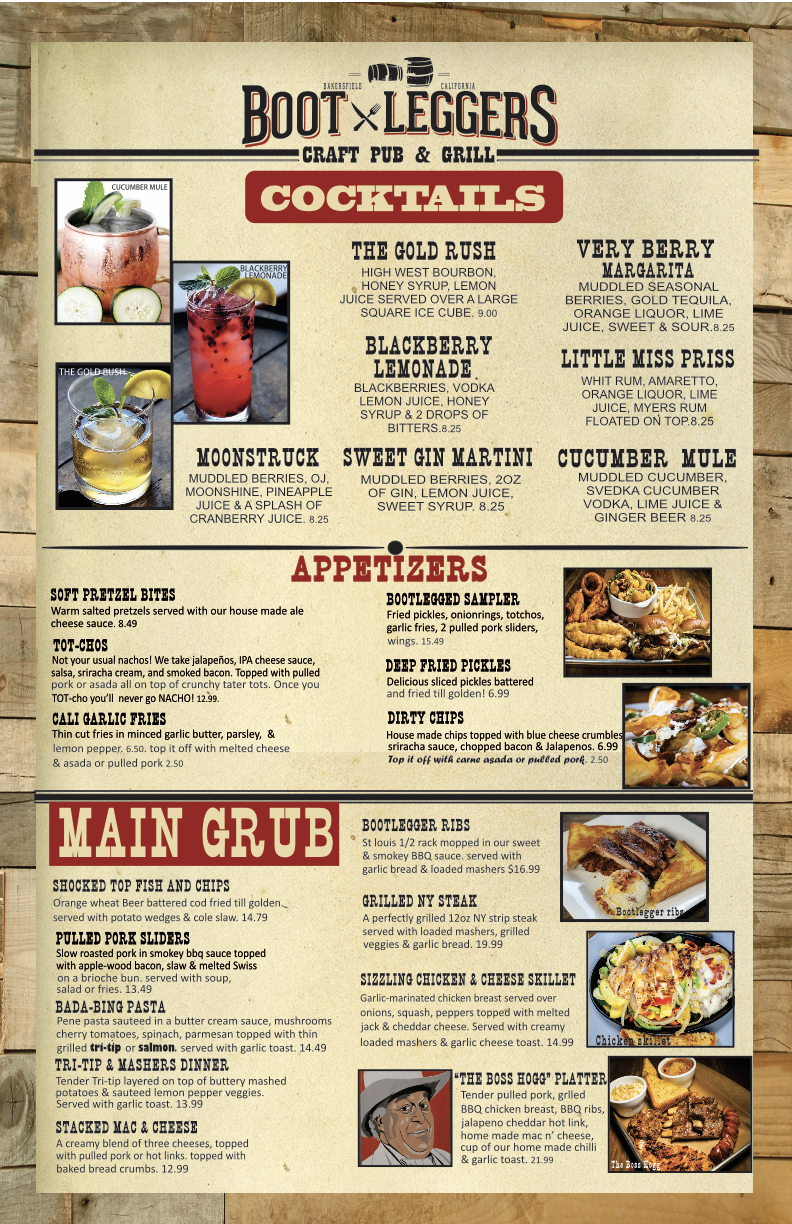 BAKERSFIELD CALIFORNIA
BOOT LEGGERS
CRAFT PUB & GRILL
COCKTAILS
CUCUMBER MULE
BLACKBERRY
LEMONADE
THE GOLD RUSH
THE GOLD RUSH
HIGH WEST BOURBON,
HONEY SYRUP, LEMON
JUICE SERVED OVER A LARGE
SQUARE ICE CUBE. 9.00
VERY BERRY
MARGARITA
MUDDLED SEASONAL
BERRIES, GOLD TEQUILA,
ORANGE LIQUOR, LIME
JUICE, SWEET & SOUR.8.25
BLACKBERRY
LEMONADE
BLACKBERRIES, VODKA
LEMON JUICE, HONEY
SYRUP & 2 DROPS OF
BITTERS.8.25
LITTLE MISS PRISS
WHIT RUM, AMARETTO,
ORANGE LIQUOR, LIME
JUICE, MYERS RUM
FLOATED ON TOP.8.25
MOONSTRUCK
MUDDLED BERRIES, OJ,
MOONSHINE, PINEAPPLE
JUICE & A SPLASH OF
CRANBERRY JUICE. 8.25
SWEET GIN MARTINI
MUDDLED BERRIES, 2OZ
OF GIN, LEMON JUICE,
SWEET SYRUP. 8.25
CUCUMBER MULE
MUDDLED CUCUMBER,
SVEDKA CUCUMBER
VODKA, LIME JUICE &
GINGER BEER 8.25
APPETIZERS
SOFT PRETZEL BITES
Warm salted pretzels served with our house made ale
cheese sauce. 8.49
TOT-CHOS
Not your usual nachos! We take jalapeños, IPA cheese sauce,
salsa, sriracha cream, and smoked bacon. Topped with pulled
pork or asada all on top of crunchy tater tots. Once you
TOT-cho you'll never go NACHO! 12.99.
CALI GARLIC FRIES
Thin cut fries in minced garlic butter, parsley, &
lemon pepper. 6.50. top it off with melted cheese
& asada or pulled pork 2.50
BOOTLEGGED SAMPLER
Fried pickles, onionrings, totchos,
garlic fries, 2 pulled pork sliders,
wings. 15.49
DEEP FRIED PICKLES
Delicious sliced pickles battered
and fried till golden! 6.99
DIRTY CHIPS
House made chips topped with blue cheese crumbles
sriracha sauce, chopped bacon & Jalapenos. 6.99
Top it off with carne asada or pulled pork. 2.50
MAIN GRUB
SHOCKED TOP FISH AND CHIPS
Orange wheat Beer battered cod fried till golden.
served with potato wedges & cole slaw. 14.79
PULLED PORK SLIDERS
Slow roasted pork in smokey bbq sauce topped
with apple-wood bacon, slaw & melted Swiss
on a brioche bun. served with soup,
salad or fries. 13.49
BADA-BING PASTA
Pene pasta sauteed in a butter cream sauce, mushrooms
cherry tomatoes, spinach, parmesan topped with thin
grilled tri-tip or salmon. served with garlic toast. 14.49
TRI-TIP & MASHERS DINNER
Tender Tri-tip layered on top of buttery mashed
potatoes & sauteed lemon pepper veggies.
Served with garlic toast. 13.99
STACKED MAC & CHEESE
A creamy blend of three cheeses, topped
with pulled pork or hot links. topped with
baked bread crumbs. 12.99
BOOTLEGGER RIBS
St louis 1/2 rack mopped in our sweet
& smokey BBQ sauce. served with
garlic bread & loaded mashers $16.99
Bootlegger ribs
GRILLED NY STEAK
A perfectly grilled 12oz NY strip steak
served with loaded mashers, grilled
veggies & garlic bread. 19.99
SIZZLING CHICKEN & CHEESE SKILLET
Garlic-marinated chicken breast served over
onions, squash, peppers topped with melted
jack & cheddar cheese. Served with creamy
loaded mashers & garlic cheese toast. 14.99
Chicken skillet
"THE BOSS HOGG" PLATTER
Tender pulled pork, grlled
BBQ chicken breast, BBQ ribs,
jalapeno cheddar hot link,
home made mac n' cheese,
cup of our home made chilli
& garlic toast. 21.99
The Boss Hogg